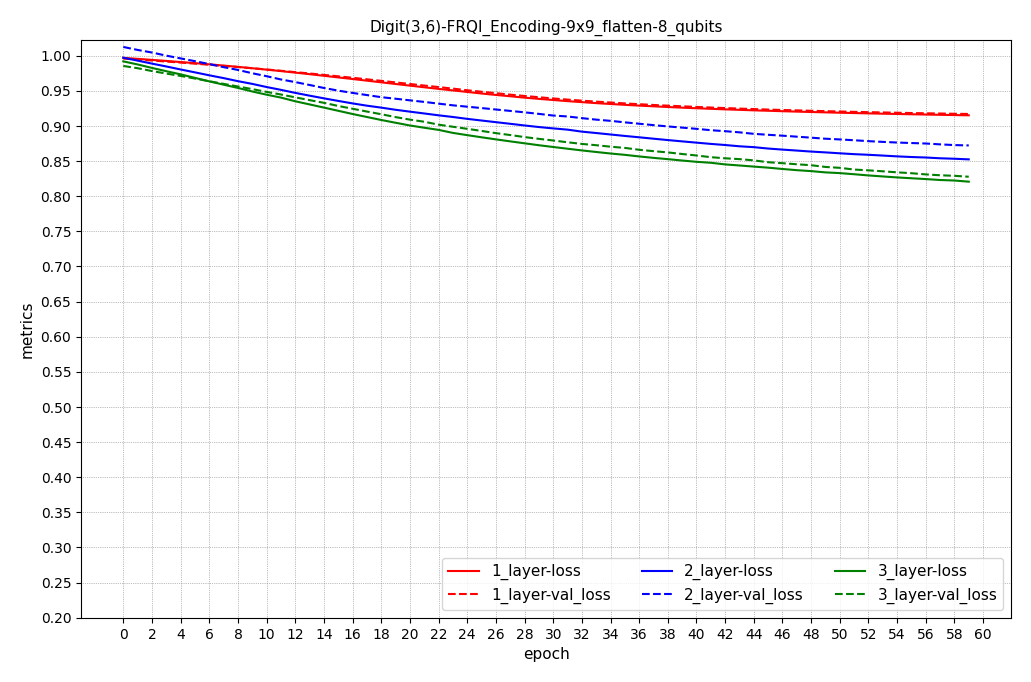 Digit(3,6)-FRQI_Encoding-9x9_flatten-8_qubits
metrics
1.00
0.95
0.90
0.85
0.80
0.75
0.70
0.65
0.60
0.55
0.50
0.45
0.40
0.35
0.30
0.25
0.20
1_layer-loss 2_layer-loss 3_layer-loss
1_layer-val_loss 2_layer-val_loss 3_layer-val_loss
0 2 4 6 8 10 12 14 16 18 20 22 24 26 28 30 32 34 36 38 40 42 44 46 48 50 52 54 56 58 60
epoch